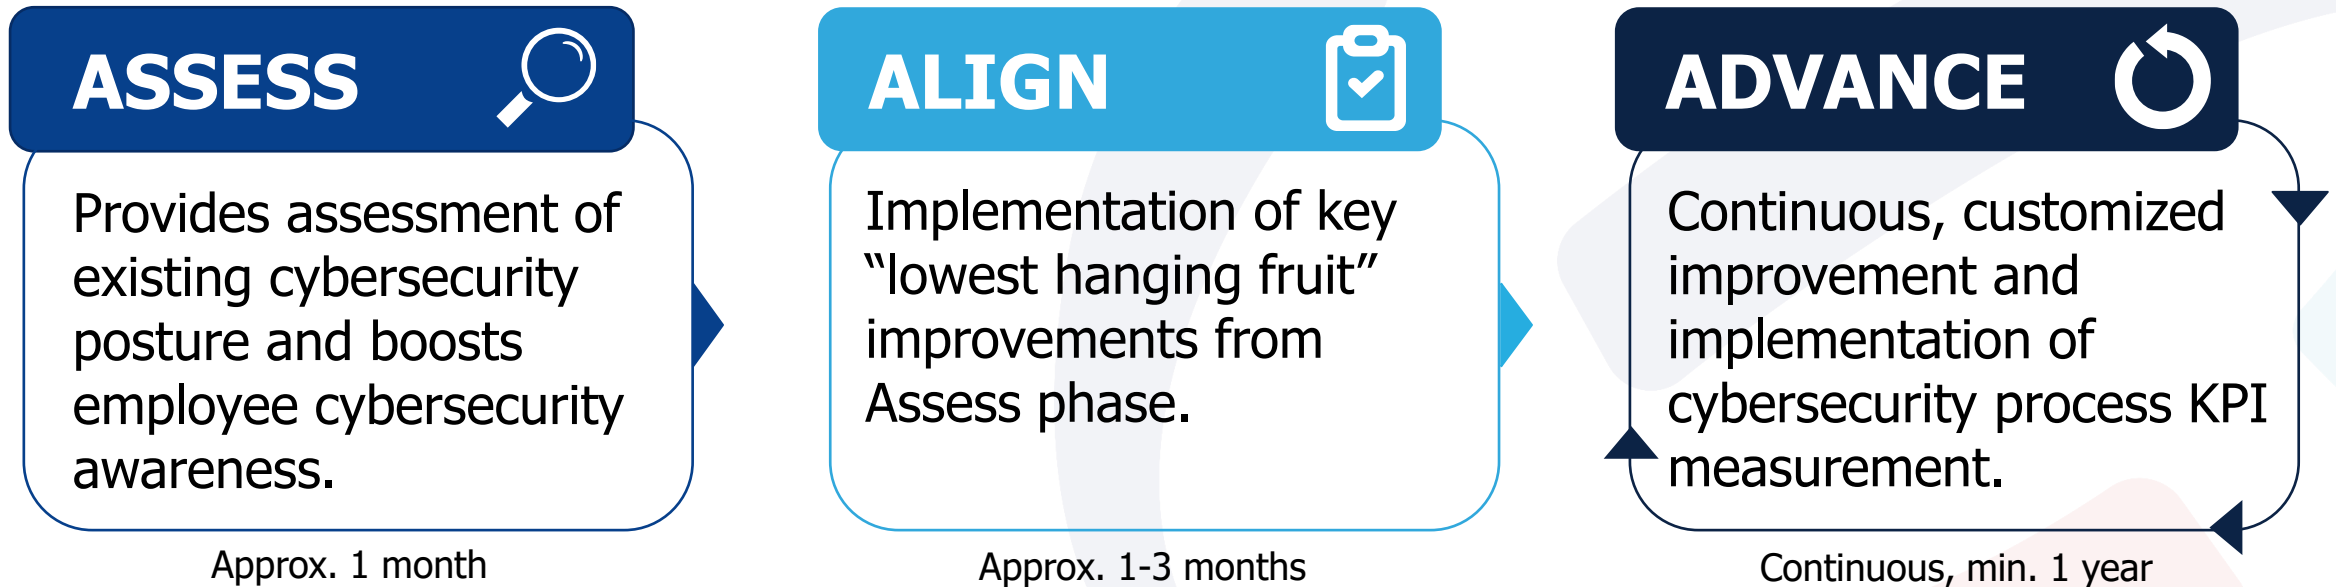 ASSESS
Provides assessment of
existing cybersecurity
posture and boosts
employee cybersecurity
awareness.
Approx. 1 month
ALIGN
Implementation of key
“lowest hanging fruit”
improvements from
Assess phase.
Approx. 1-3 months
ADVANCE
Continuous, customized
improvement and
implementation of
cybersecurity process KPI
measurement.
Continuous, min. 1 year